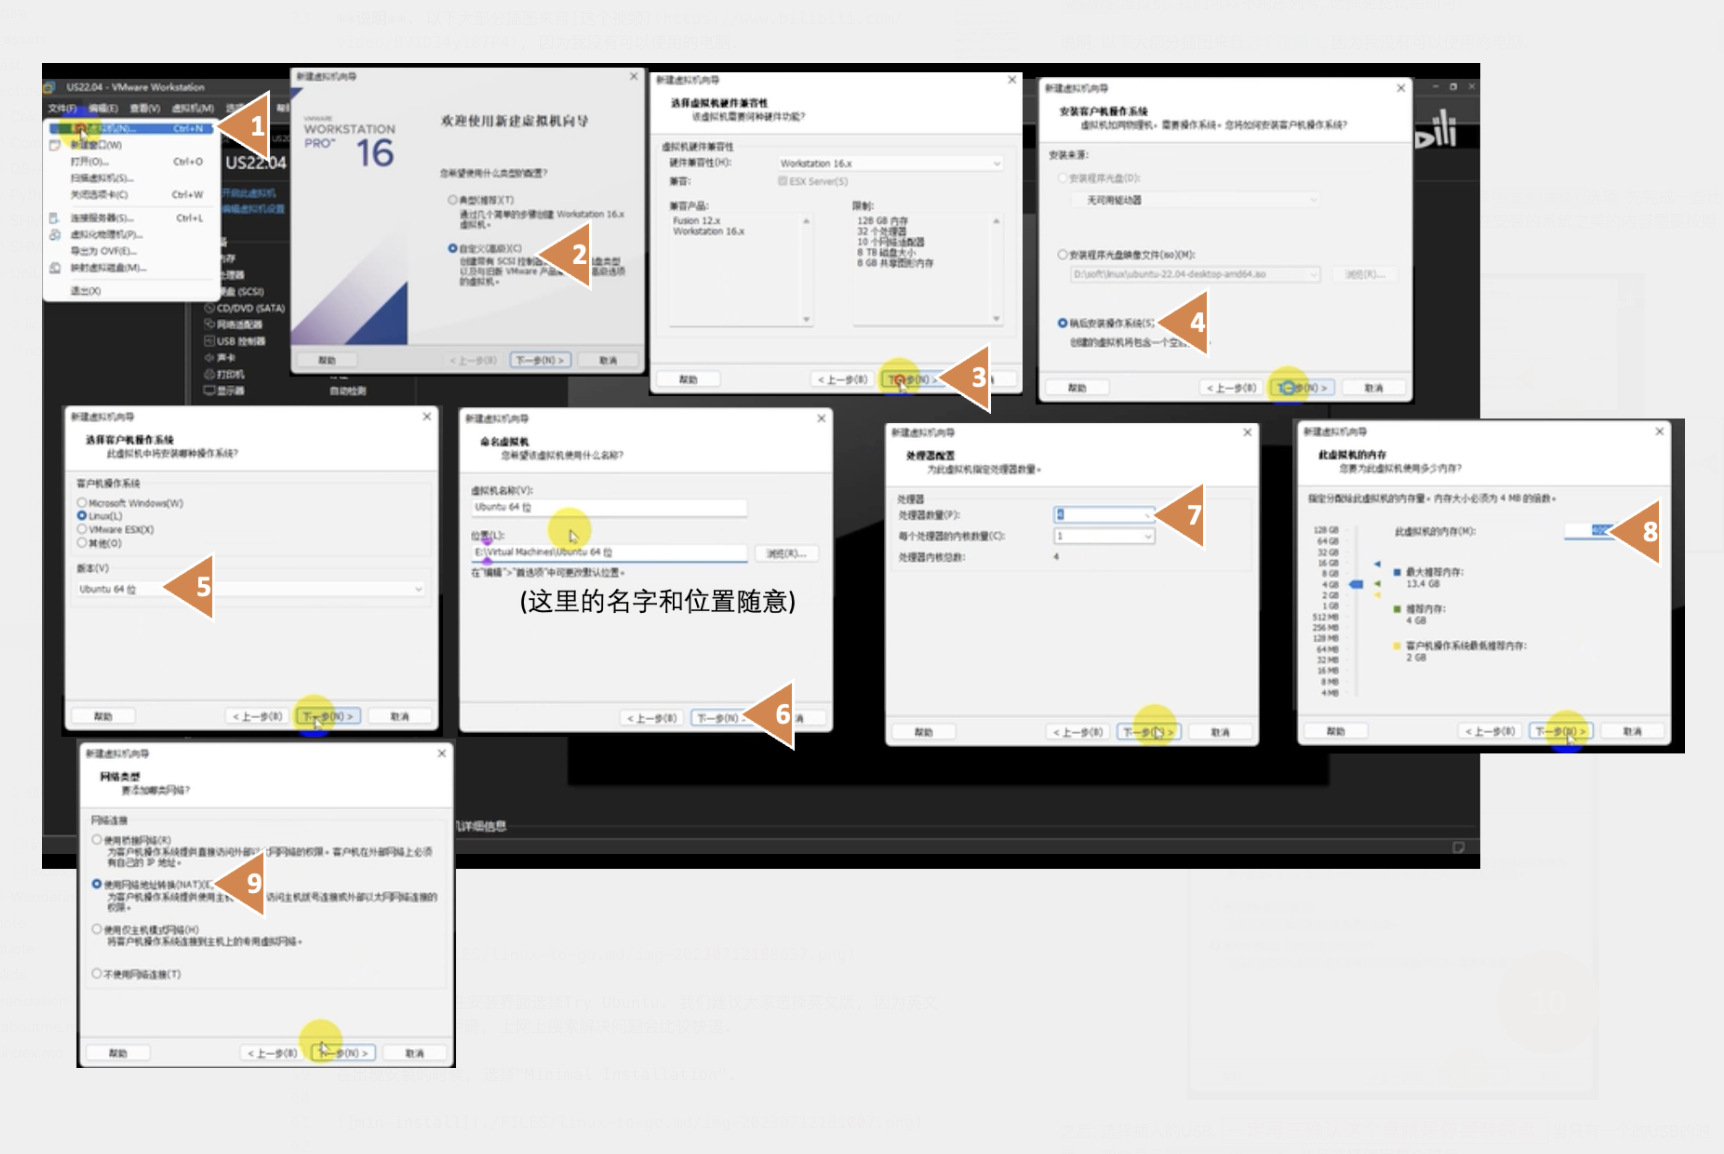 US22.04 - VMware Workstation
文件(F) 编辑(E) 查看(V) 虚拟机(M)
Ctrl+N
1
新建窗口(W)
打开(O)... Ctrl+O
扫描虚拟机(S)...
关闭选项卡(C) Ctrl+W
连接服务器(S)... Ctrl+L
虚拟化物理机(P)...
导出为 OVF(E)...
映射虚拟磁盘(M)...
退出(X)
US22.04
开启此虚拟机
编辑虚拟机设置
(SCSI)
CD/DVD (SATA)
网络适配器
USB 控制器
声卡
打印机
显示器 自动检测
新建虚拟机向导
VMWARE
WORKSTATION
PRO™ 16
欢迎使用新建虚拟机向导
您希望使用什么类型的配置?
典型(推荐)(T)
通过几个简单的步骤创建 Workstation 16.x
虚拟机。
自定义(高级)(C)
2
创建带有 SCSI 控制器 盘类型
以及与旧版 VMware 产品 高级选项
的虚拟机。
帮助 < 上一步(B) 下一步(N) > 取消
新建虚拟机向导
选择虚拟机硬件兼容性
该虚拟机需要何种硬件功能?
虚拟机硬件兼容性
硬件兼容性(H): Workstation 16.x
兼容: ESX Server(S)
兼容产品: 限制:
Fusion 12.x
Workstation 16.x
128 GB 内存
32 个处理器
10 个网络适配器
8 TB 磁盘大小
8 GB 共享图形内存
帮助 < 上一步(B) 下一步(N) >
3
新建虚拟机向导
安装客户机操作系统
虚拟机如同物理机，需要操作系统。您将如何安装客户机操作系统?
安装来源:
安装程序光盘(D):
无可用驱动器
安装程序光盘映像文件(iso)(M):
D:\soft\linux\ubuntu-22.04-desktop-amd64.iso 浏览(R)...
稍后安装操作系统(S)
4
创建的虚拟机将包含一个空白
帮助 < 上一步(B) 下一步(N) > 取消
新建虚拟机向导
选择客户机操作系统
此虚拟机中将安装哪种操作系统?
客户机操作系统
Microsoft Windows(W)
Linux(L)
VMware ESX(X)
其他(O)
版本(V)
Ubuntu 64 位
5
帮助 < 上一步(B) 下一步(N) > 取消
新建虚拟机向导
命名虚拟机
您希望该虚拟机使用什么名称?
虚拟机名称(V):
Ubuntu 64 位
位置(L):
E:\Virtual Machines\Ubuntu 64 位 浏览(R)...
在"编辑">"首选项"中可更改默认位置。
(这里的名字和位置随意)
< 上一步(B) 下一步(N) >
6
新建虚拟机向导
处理器配置
为此虚拟机指定处理器数量。
处理器
处理器数量(P): 4
7
每个处理器的内核数量(C): 1
处理器内核总数: 4
帮助 < 上一步(B) 下一步(N) > 取消
新建虚拟机向导
此虚拟机的内存
您要为此虚拟机使用多少内存?
指定分配给此虚拟机的内存量。内存大小必须为 4 MB 的倍数。
此虚拟机的内存(M):
8
128 GB
64 GB
32 GB
16 GB
8 GB
4 GB
2 GB
1 GB
512 MB
256 MB
128 MB
64 MB
32 MB
16 MB
8 MB
4 MB
最大推荐内存:
13.4 GB
推荐内存:
4 GB
客户机操作系统最低推荐内存:
2 GB
帮助 < 上一步(B) 下一步(N) > 取消
新建虚拟机向导
网络类型
要添加哪类网络?
网络连接
使用桥接网络(R)
为客户机操作系统提供直接访问外部以太网网络的权限。客户机在外部网络上必须
有自己的 IP 地址。
使用网络地址转换(NAT)(E)
9
为客户机操作系统提供使用主机 访问主机拨号连接或外部以太网网络连接的
权限。
使用仅主机模式网络(H)
将客户机操作系统连接到主机上的专用虚拟网络。
不使用网络连接(T)
帮助 < 上一步(B) 下一步(N) > 取消
机详细信息